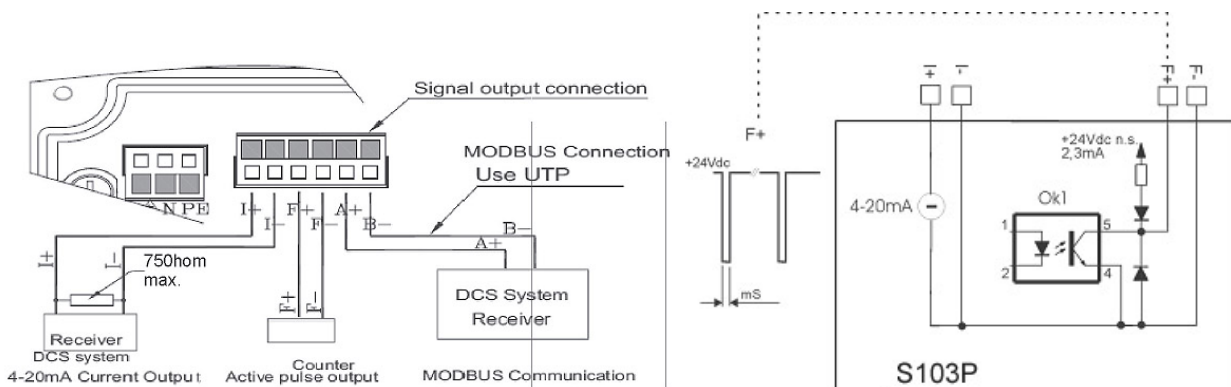 Signal output connection
MODBUS Connection
Use UTP
N PE
I+
I-
F+
F-
A+
B-
I+
I-
750hom
max.
F+
F-
A+
B-
Receiver
DCS system
4-20mA Current Output
Counter
Active pulse output
DCS System
Receiver
MODBUS Communication
F+
+24Vdc
mS
I+
I-
F+
F-
+24Vdc n.s.
2,3mA
4-20mA
Ok1
1
2
5
4
S103P